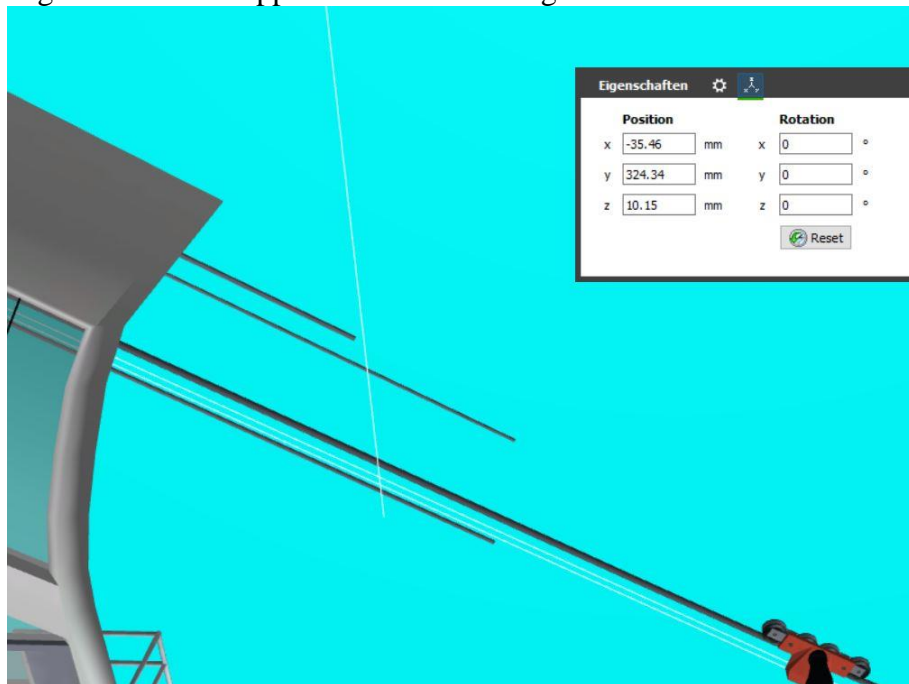 Eigenschaften
Position Rotation
x -35.46 mm x 0 °
y 324.34 mm y 0 °
z 10.15 mm z 0 °
Reset